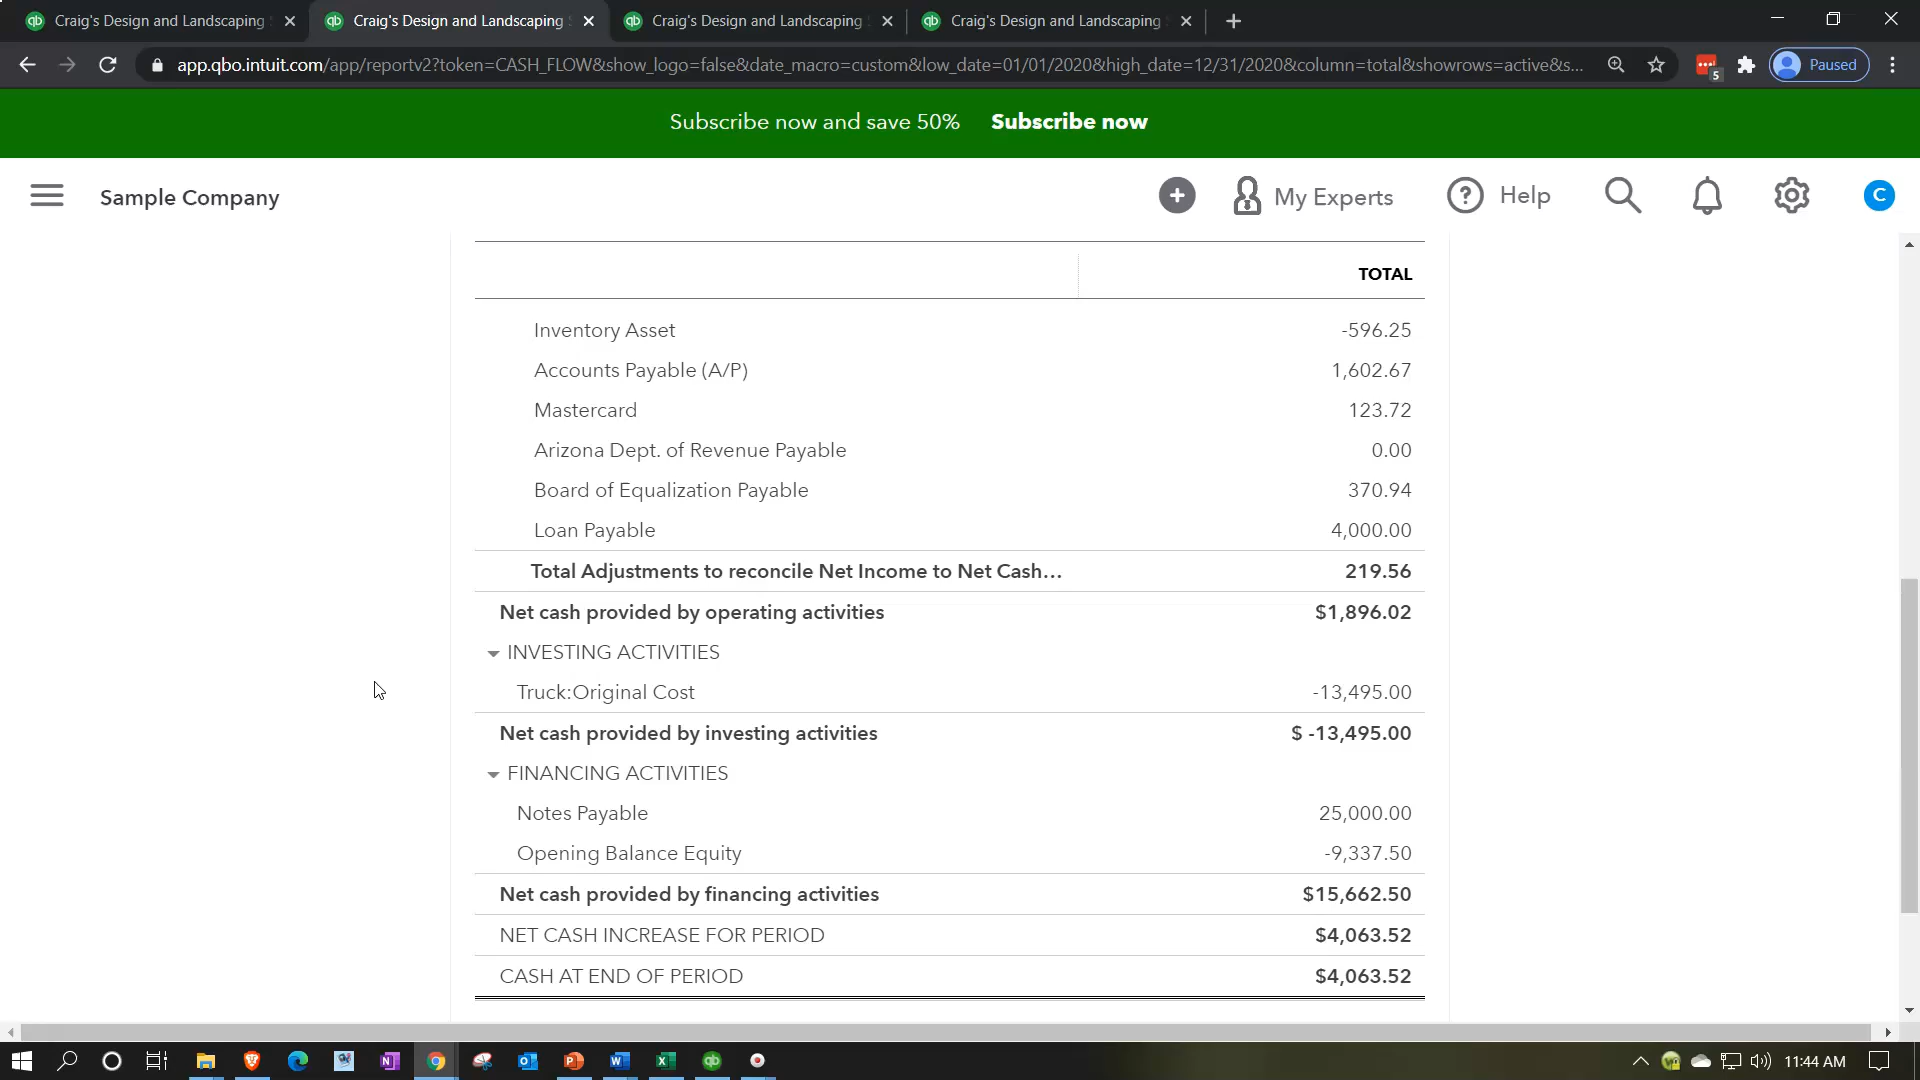 Craig's Design and Landscaping
Craig's Design and Landscaping
Craig's Design and Landscaping
Craig's Design and Landscaping
app.qbo.intuit.com/app/reportv2?token=CASH_FLOW&show_logo=false&date_macro=custom&low_date=01/01/2020&high_date=12/31/2020&column=total&showrows=active&s...
5
Paused
Subscribe now and save 50% Subscribe now
Sample Company
My Experts
Help
C
TOTAL
Inventory Asset -596.25
Accounts Payable (A/P) 1,602.67
Mastercard 123.72
Arizona Dept. of Revenue Payable 0.00
Board of Equalization Payable 370.94
Loan Payable 4,000.00
Total Adjustments to reconcile Net Income to Net Cash... 219.56
Net cash provided by operating activities $1,896.02
INVESTING ACTIVITIES
Truck:Original Cost -13,495.00
Net cash provided by investing activities $ -13,495.00
FINANCING ACTIVITIES
Notes Payable 25,000.00
Opening Balance Equity -9,337.50
Net cash provided by financing activities $15,662.50
NET CASH INCREASE FOR PERIOD $4,063.52
CASH AT END OF PERIOD $4,063.52
11:44 AM